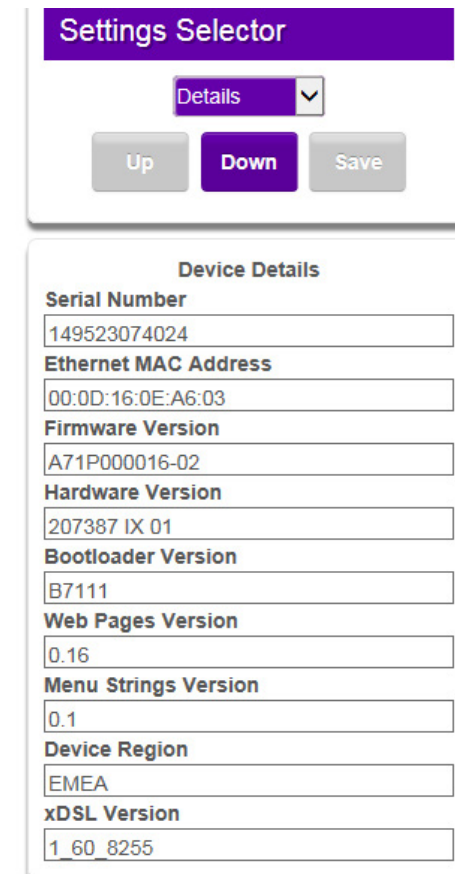 Settings Selector
Details
Up Down Save
Device Details
Serial Number
149523074024
Ethernet MAC Address
00:0D:16:0E:A6:03
Firmware Version
A71P000016-02
Hardware Version
207387 IX 01
Bootloader Version
B7111
Web Pages Version
0.16
Menu Strings Version
0.1
Device Region
EMEA
xDSL Version
1_60_8255